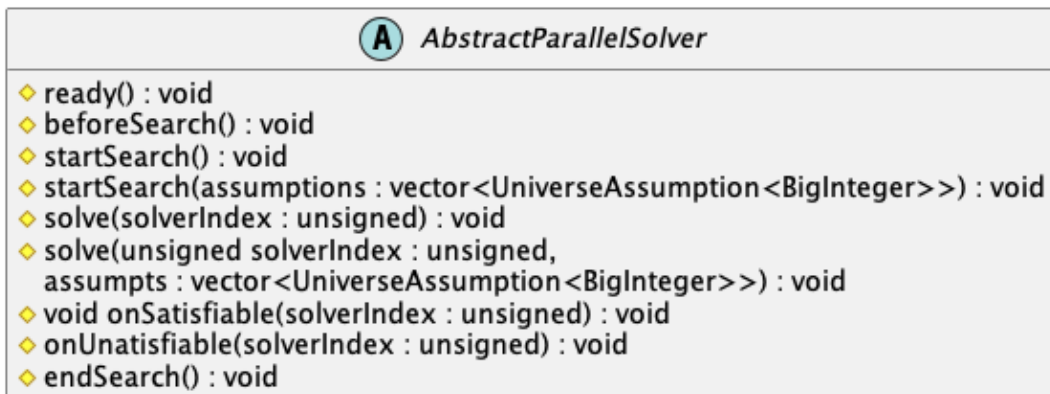 A AbstractParallelSolver
ready() : void
beforeSearch() : void
startSearch() : void
startSearch(assumptions : vector<UniverseAssumption<BigInteger>>) : void
solve(solverIndex : unsigned) : void
solve(unsigned solverIndex : unsigned,
assumpts : vector<UniverseAssumption<BigInteger>>) : void
void onSatisfiable(solverIndex : unsigned) : void
onUnatisfiable(solverIndex : unsigned) : void
endSearch() : void